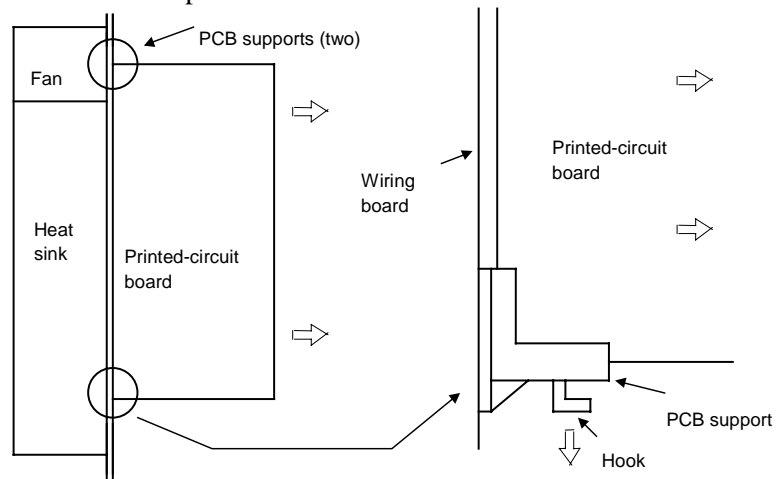 PCB supports (two)
Fan
Printed-circuit
board
Wiring
board
Heat
sink
Printed-circuit
board
PCB support
Hook